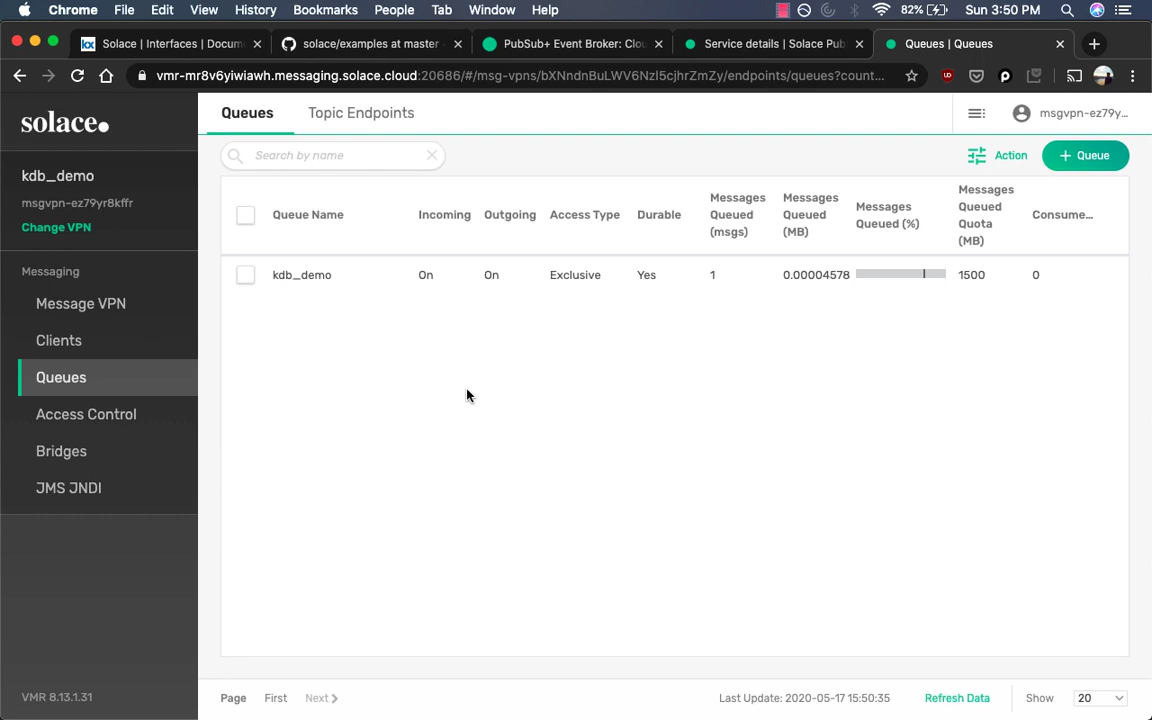 Chrome File Edit View History Bookmarks People Tab Window Help 82% Sun 3:50 PM
Solace | Interfaces | Docum
solace/examples at master
PubSub+ Event Broker: Clou
Service details | Solace Pub
Queues | Queues
vmr-mr8v6yiwiawh.messaging.solace.cloud:20686/#/msg-vpns/bXNndnBuLWV6NzI5cjhrZmZy/endpoints/queues?count...
solace.
Queues Topic Endpoints
msgvpn-ez79y...
kdb_demo
msgvpn-ez79yr8kffr
Change VPN
Search by name
Action
+ Queue
Queue Name
Incoming
Outgoing
Access Type
Durable
Messages Queued (msgs)
Messages Queued (MB)
Messages Queued (%)
Messages Queued Quota (MB)
Consume...
kdb_demo On On Exclusive Yes 1 0.00004578 1500 0
Messaging
Message VPN
Clients
Queues
Access Control
Bridges
JMS JNDI
VMR 8.13.1.31
Page First Next
Last Update: 2020-05-17 15:50:35
Refresh Data
Show 20